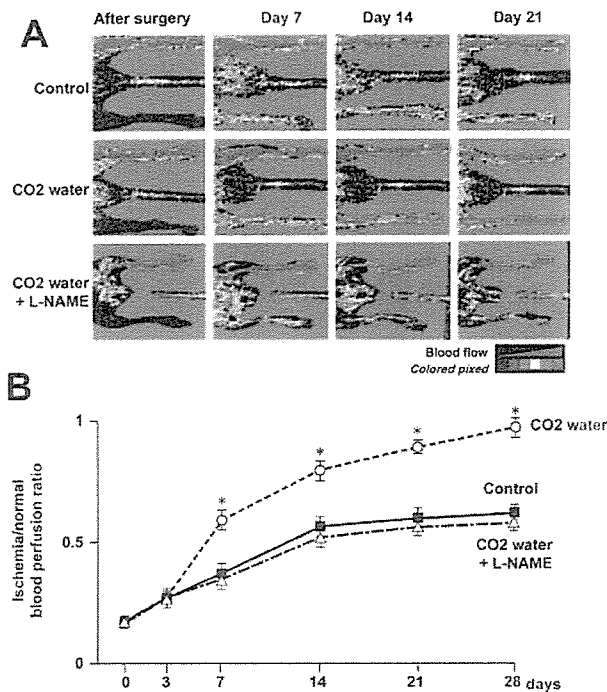 A
After surgery Day 7 Day 14 Day 21
Control
CO2 water
CO2 water
+ L-NAME
Blood flow
Colored pixed
B
Ischemia/normal
blood perfusion ratio
1
0.5
0
* * * * CO2 water
Control
CO2 water
+ L-NAME
0 3 7 14 21 28 days